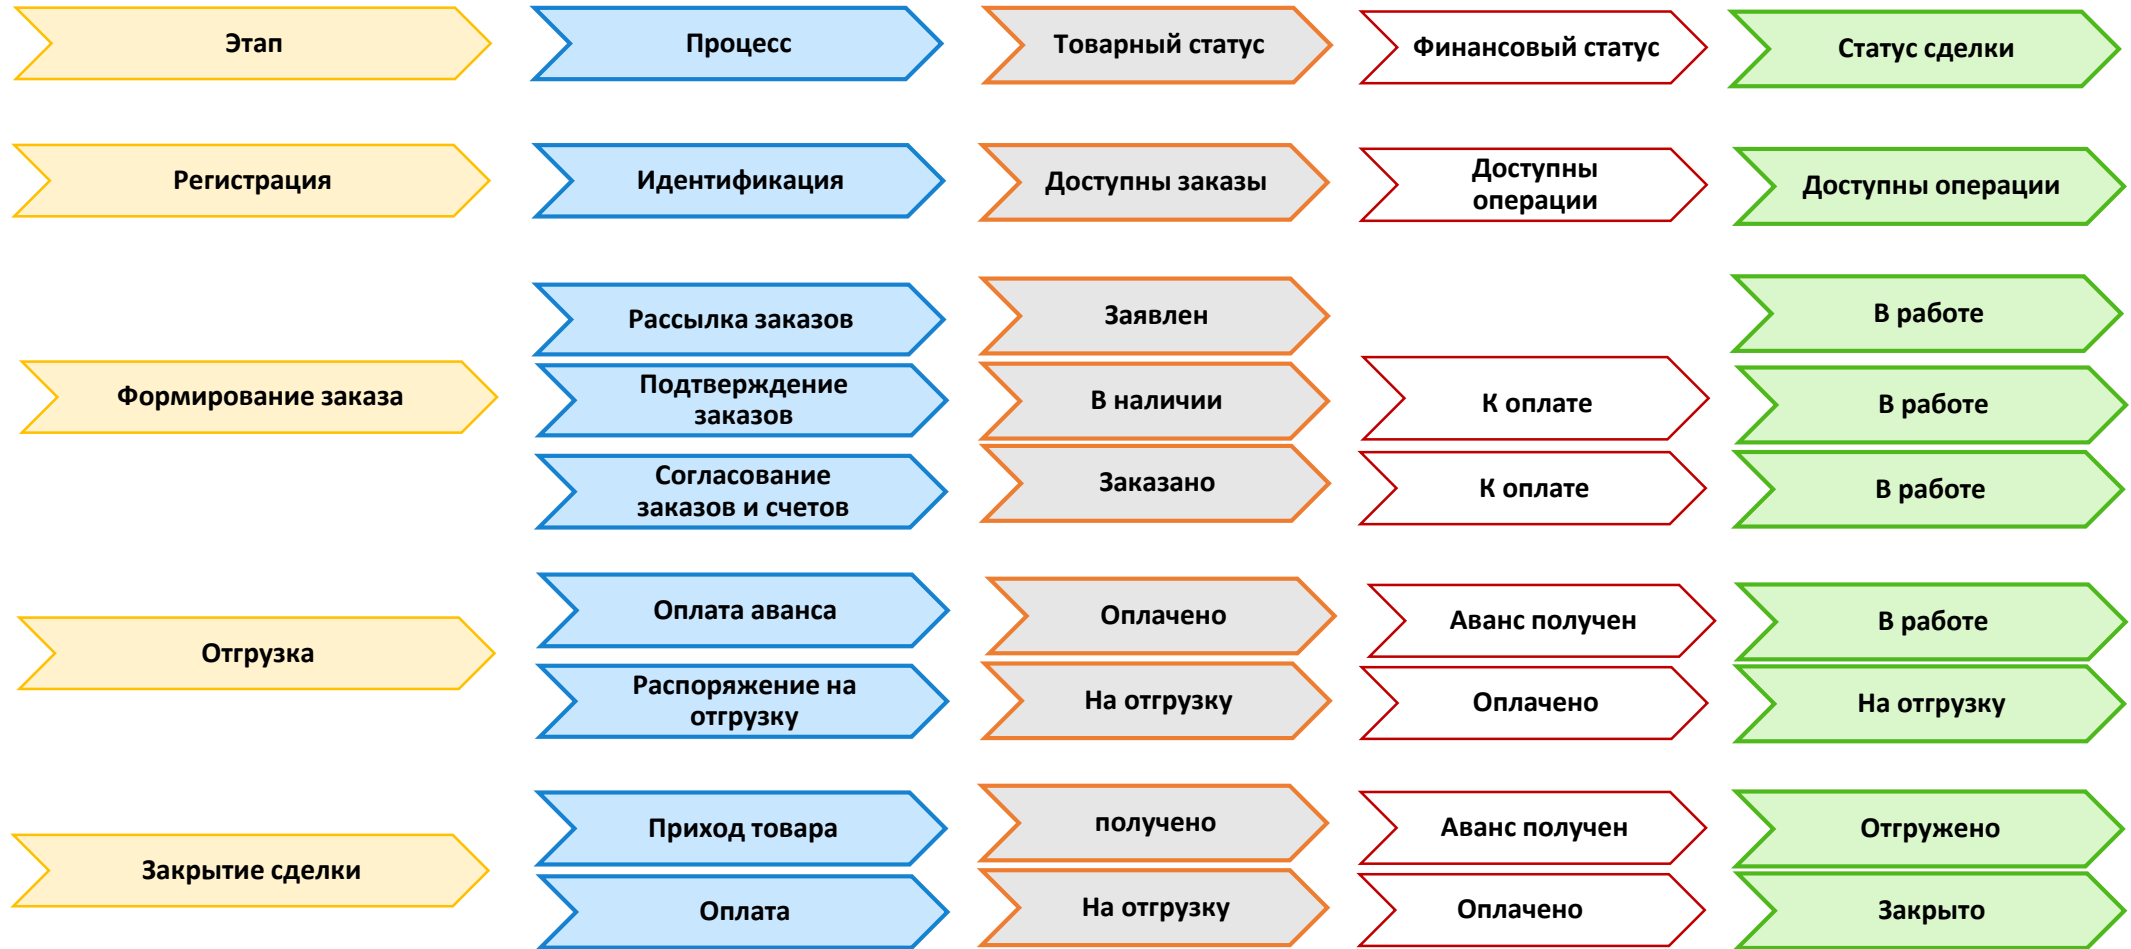 Этап
Процесс
Товарный статус
Финансовый статус
Статус сделки
Регистрация
Идентификация
Доступны заказы
Доступны
операции
Доступны операции
Формирование заказа
Рассылка заказов
Заявлен
В работе
Подтверждение
заказов
В наличии
К оплате
В работе
Согласование
заказов и счетов
Заказано
К оплате
В работе
Отгрузка
Оплата аванса
Оплачено
Аванс получен
В работе
Распоряжение на
отгрузку
На отгрузку
Оплачено
На отгрузку
Закрытие сделки
Приход товара
получено
Аванс получен
Отгружено
Оплата
На отгрузку
Оплачено
Закрыто